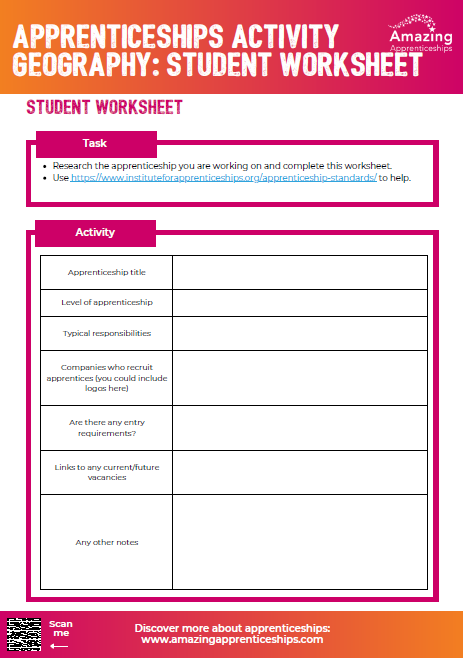 APPRENTICESHIPS ACTIVITY
GEOGRAPHY: STUDENT WORKSHEET
Amazing
Apprenticeships
STUDENT WORKSHEET
Task
• Research the apprenticeship you are working on and complete this worksheet.
• Use https://www.instituteforapprenticeships.org/apprenticeship-standards/ to help.
Activity
Apprenticeship title
Level of apprenticeship
Typical responsibilities
Companies who recruit
apprentices (you could include
logos here)
Are there any entry
requirements?
Links to any current/future
vacancies
Any other notes
Scan
me
Discover more about apprenticeships:
www.amazingapprenticeships.com